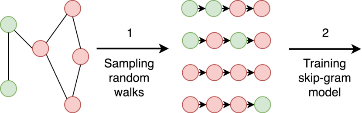 1
Sampling
random
walks
2
Training
skip-gram
model